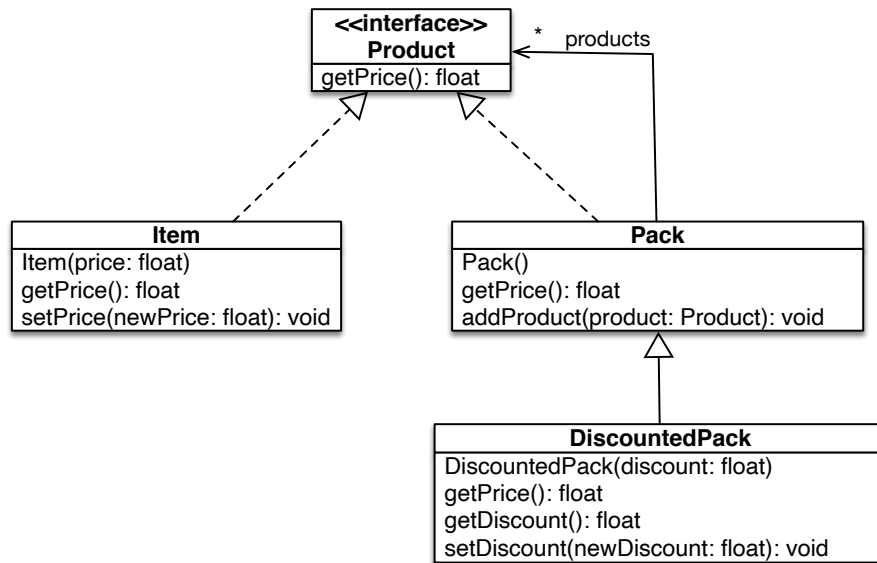 <<interface>>
Product
getPrice(): float
* products
Item
Item(price: float)
getPrice(): float
setPrice(newPrice: float): void
Pack
Pack()
getPrice(): float
addProduct(product: Product): void
DiscountedPack
DiscountedPack(discount: float)
getPrice(): float
getDiscount(): float
setDiscount(newDiscount: float): void